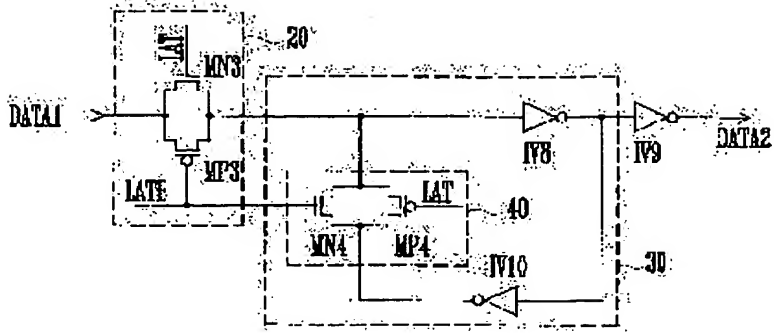 20
LAT
MN3
DATA1
MP3
LATB
IV8
IV9
DATA2
LAT
40
MN4
MP4
IV10
30